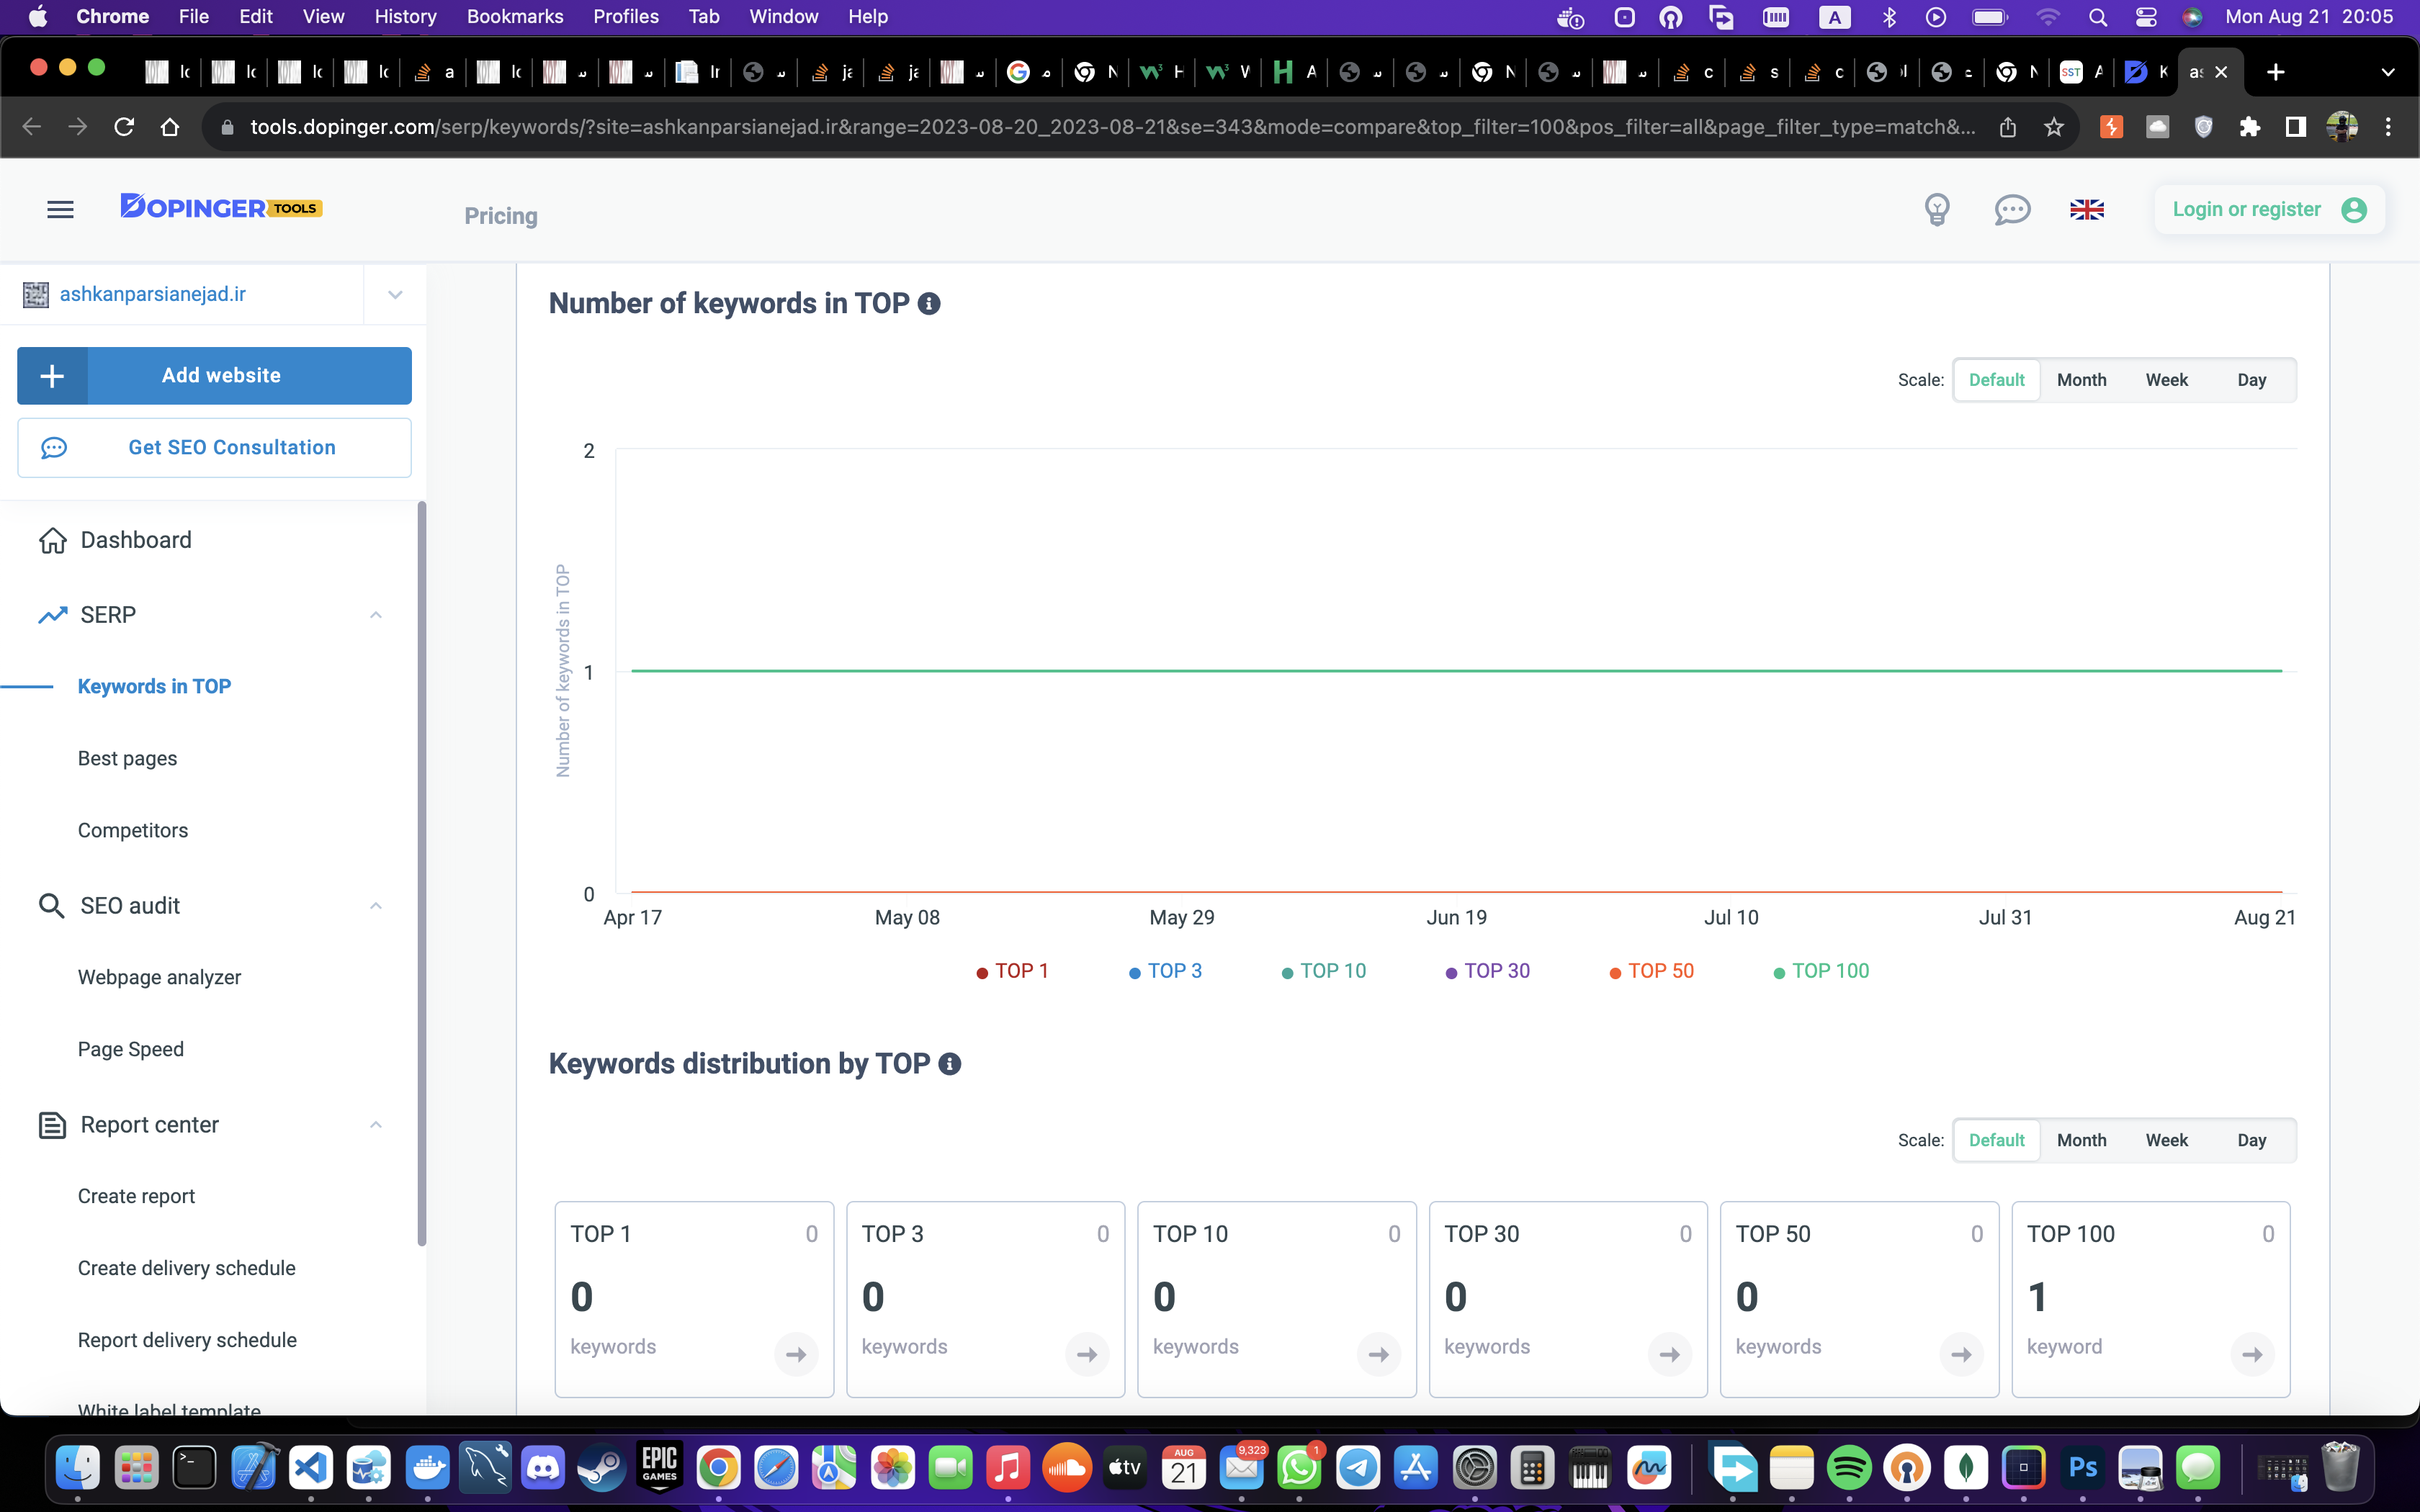 Chrome File Edit View History Bookmarks Profiles Tab Window Help A Mon Aug 21 20:05
tools.dopinger.com/serp/keywords/?site=ashkanparsianejad.ir&range=2023-08-20_2023-08-21&se=343&mode=compare&top_filter=100&pos_filter=all&page_filter_type=match&...
DOPINGER TOOLS
Pricing
Login or register
ashkanparsianejad.ir
Add website
Get SEO Consultation
Dashboard
SERP
Keywords in TOP
Best pages
Competitors
SEO audit
Webpage analyzer
Page Speed
Report center
Create report
Create delivery schedule
Report delivery schedule
White label template
Number of keywords in TOP
Scale: Default Month Week Day
Number of keywords in TOP
2
1
0
Apr 17 May 08 May 29 Jun 19 Jul 10 Jul 31 Aug 21
TOP 1 TOP 3 TOP 10 TOP 30 TOP 50 TOP 100
Keywords distribution by TOP
Scale: Default Month Week Day
TOP 1 0
0
keywords
TOP 3 0
0
keywords
TOP 10 0
0
keywords
TOP 30 0
0
keywords
TOP 50 0
0
keywords
TOP 100 0
1
keyword
EPIC GAMES
tv
AUG
21
9,323
1
Ps